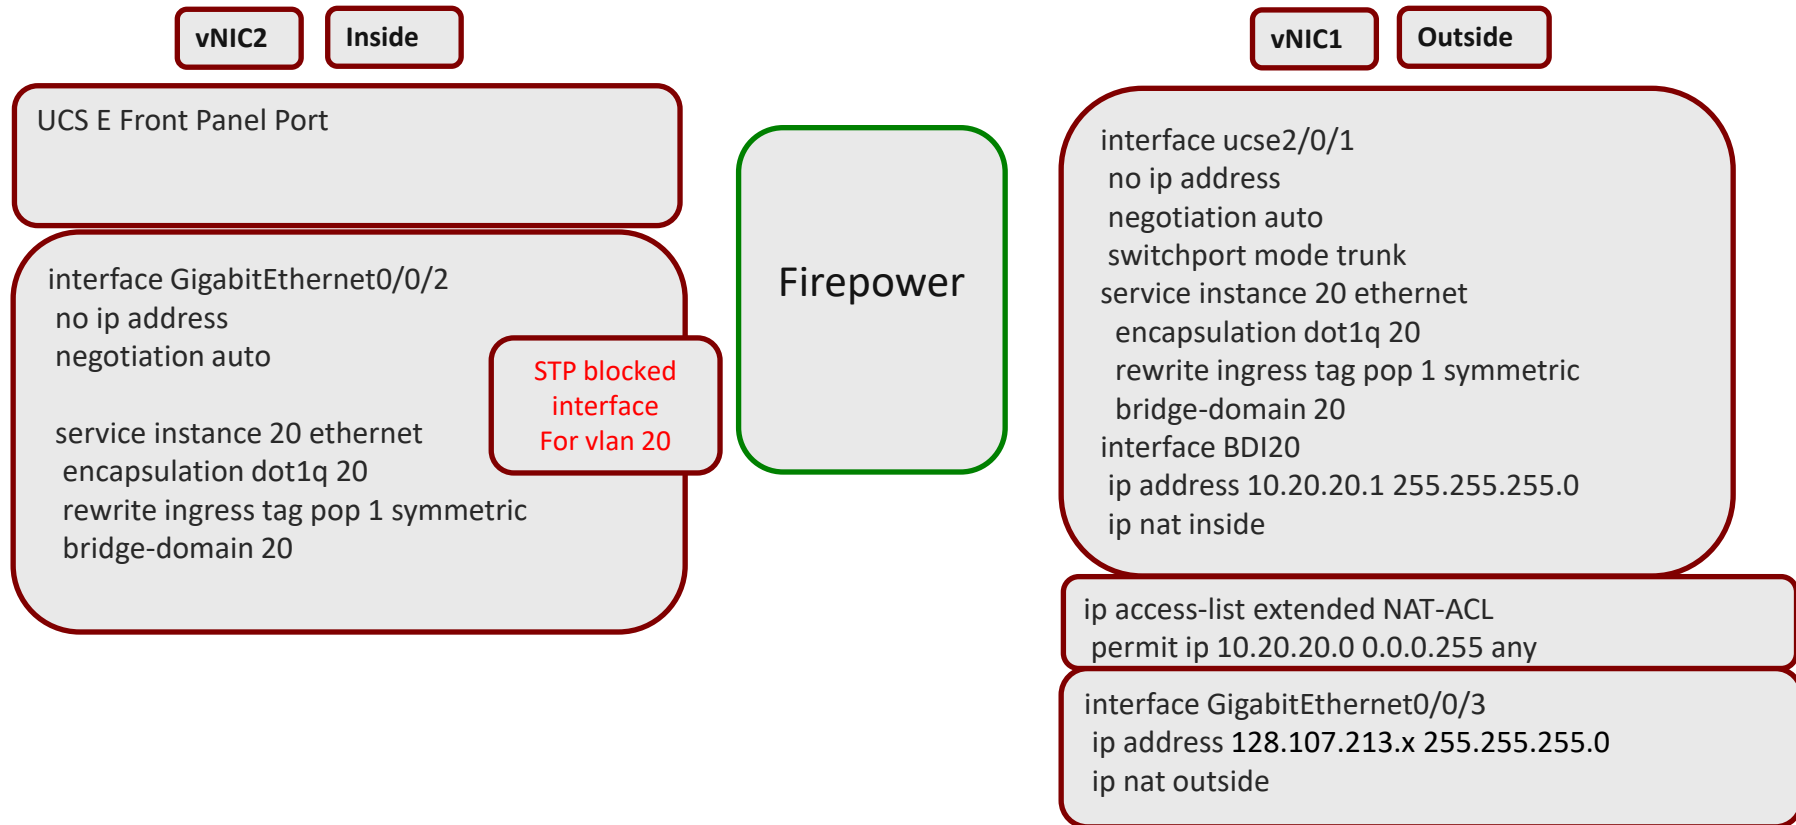 vNIC2
Inside
UCS E Front Panel Port
interface GigabitEthernet0/0/2
no ip address
negotiation auto
service instance 20 ethernet
encapsulation dot1q 20
rewrite ingress tag pop 1 symmetric
bridge-domain 20
STP blocked
interface
For vlan 20
Firepower
vNIC1
Outside
interface ucse2/0/1
no ip address
negotiation auto
switchport mode trunk
service instance 20 ethernet
encapsulation dot1q 20
rewrite ingress tag pop 1 symmetric
bridge-domain 20
interface BDI20
ip address 10.20.20.1 255.255.255.0
ip nat inside
ip access-list extended NAT-ACL
permit ip 10.20.20.0 0.0.0.255 any
interface GigabitEthernet0/0/3
ip address 128.107.213.x 255.255.255.0
ip nat outside